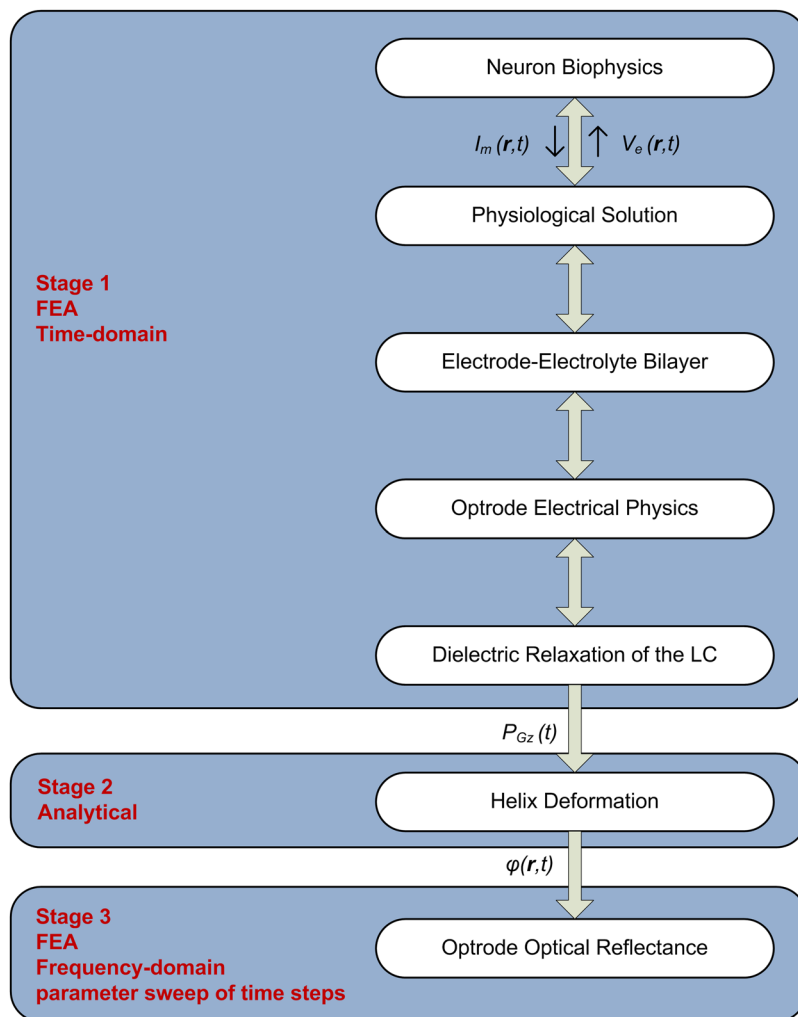 Neuron Biophysics
Iₘ(r,t) ↓ ↑ Vₑ(r,t)
Physiological Solution
Stage 1
FEA
Time-domain
Electrode-Electrolyte Bilayer
Optrode Electrical Physics
Dielectric Relaxation of the LC
P_Gz(t)
Stage 2
Analytical
Helix Deformation
φ(r,t)
Stage 3
FEA
Frequency-domain
parameter sweep of time steps
Optrode Optical Reflectance